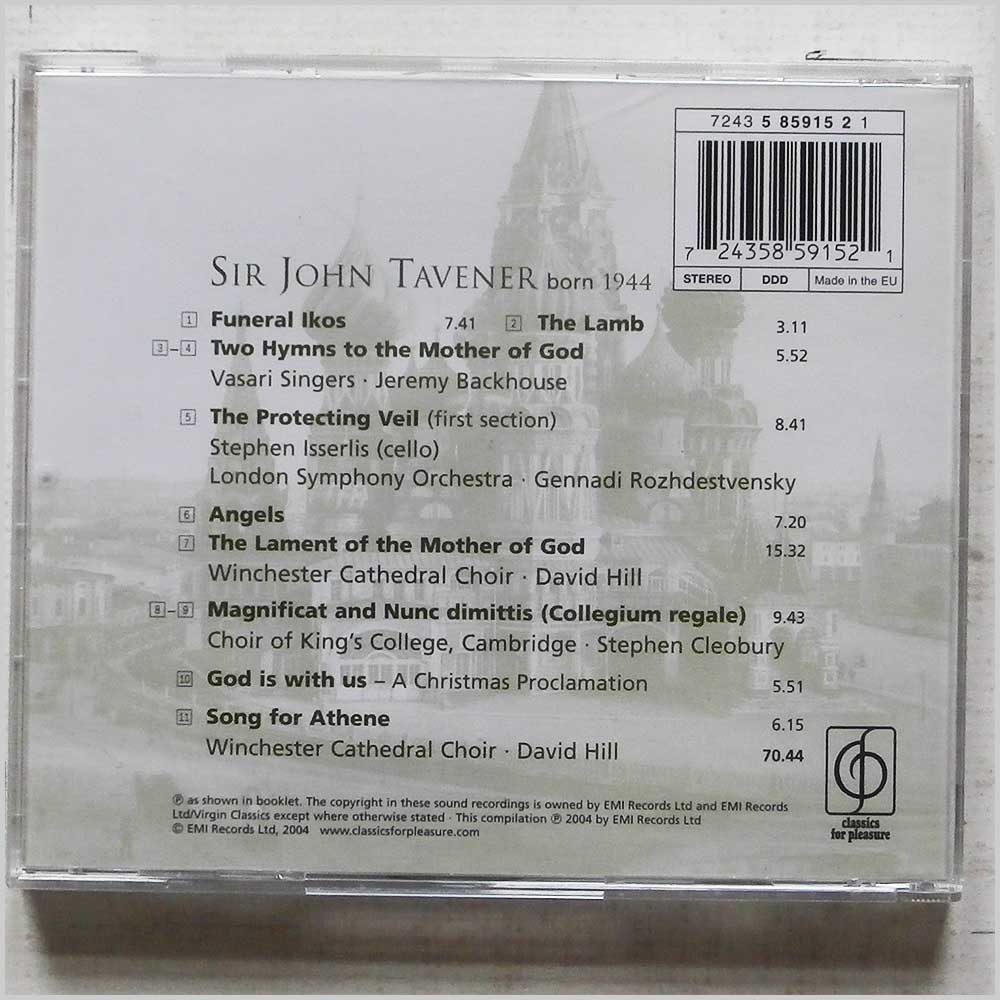 7243 5 85915 2 1
7 24358 59152 1
STEREO DDD Made in the EU
SIR JOHN TAVENER born 1944
1 Funeral Ikos 7.41 2 The Lamb 3.11
3–4 Two Hymns to the Mother of God 5.52
Vasari Singers · Jeremy Backhouse
5 The Protecting Veil (first section) 8.41
Stephen Isserlis (cello)
London Symphony Orchestra · Gennadi Rozhdestvensky
6 Angels 7.20
7 The Lament of the Mother of God 15.32
Winchester Cathedral Choir · David Hill
8–9 Magnificat and Nunc dimittis (Collegium regale) 9.43
Choir of King's College, Cambridge · Stephen Cleobury
10 God is with us – A Christmas Proclamation 5.51
11 Song for Athene 6.15
Winchester Cathedral Choir · David Hill 70.44
℗ as shown in booklet. The copyright in these sound recordings is owned by EMI Records Ltd and EMI Records
Ltd/Virgin Classics except where otherwise stated · This compilation ℗ 2004 by EMI Records Ltd
© EMI Records Ltd, 2004 www.classicsforpleasure.com
classics
for pleasure